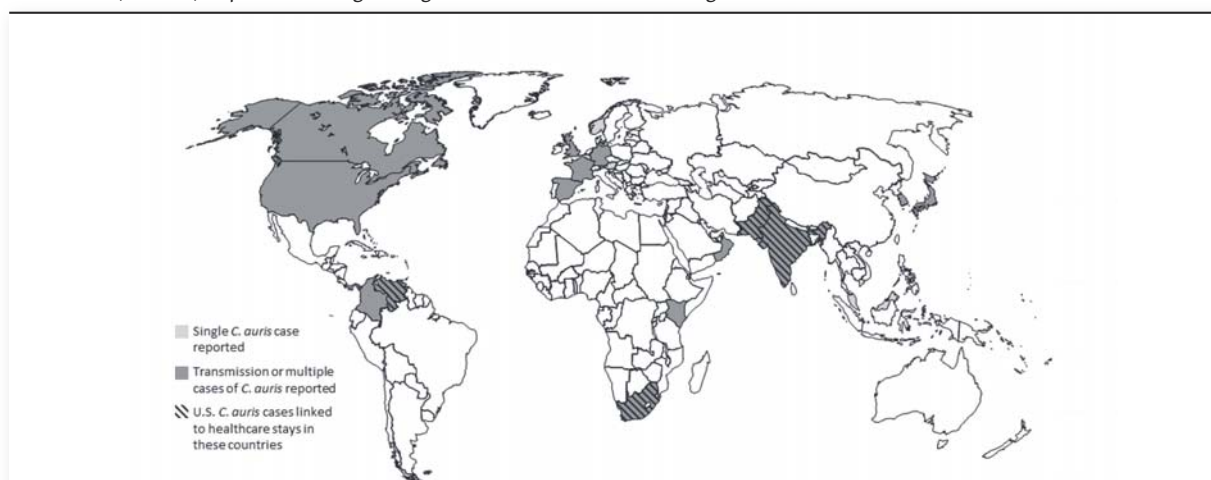 Single C. auris case
reported
Transmission or multiple
cases of C. auris reported
U.S. C. auris cases linked
to healthcare stays in
these countries